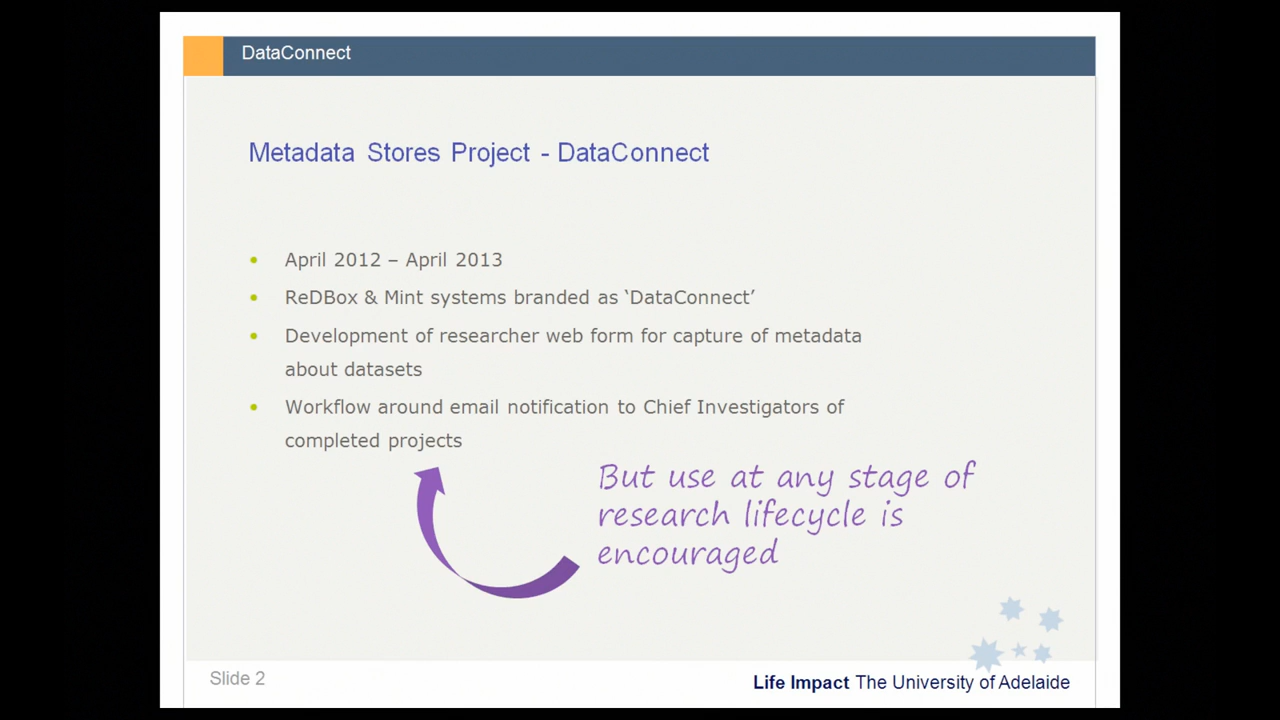 DataConnect
Metadata Stores Project - DataConnect
• April 2012 – April 2013
• ReDBox & Mint systems branded as ‘DataConnect’
• Development of researcher web form for capture of metadata
about datasets
• Workflow around email notification to Chief Investigators of
completed projects
But use at any stage of
research lifecycle is
encouraged
Slide 2
Life Impact The University of Adelaide